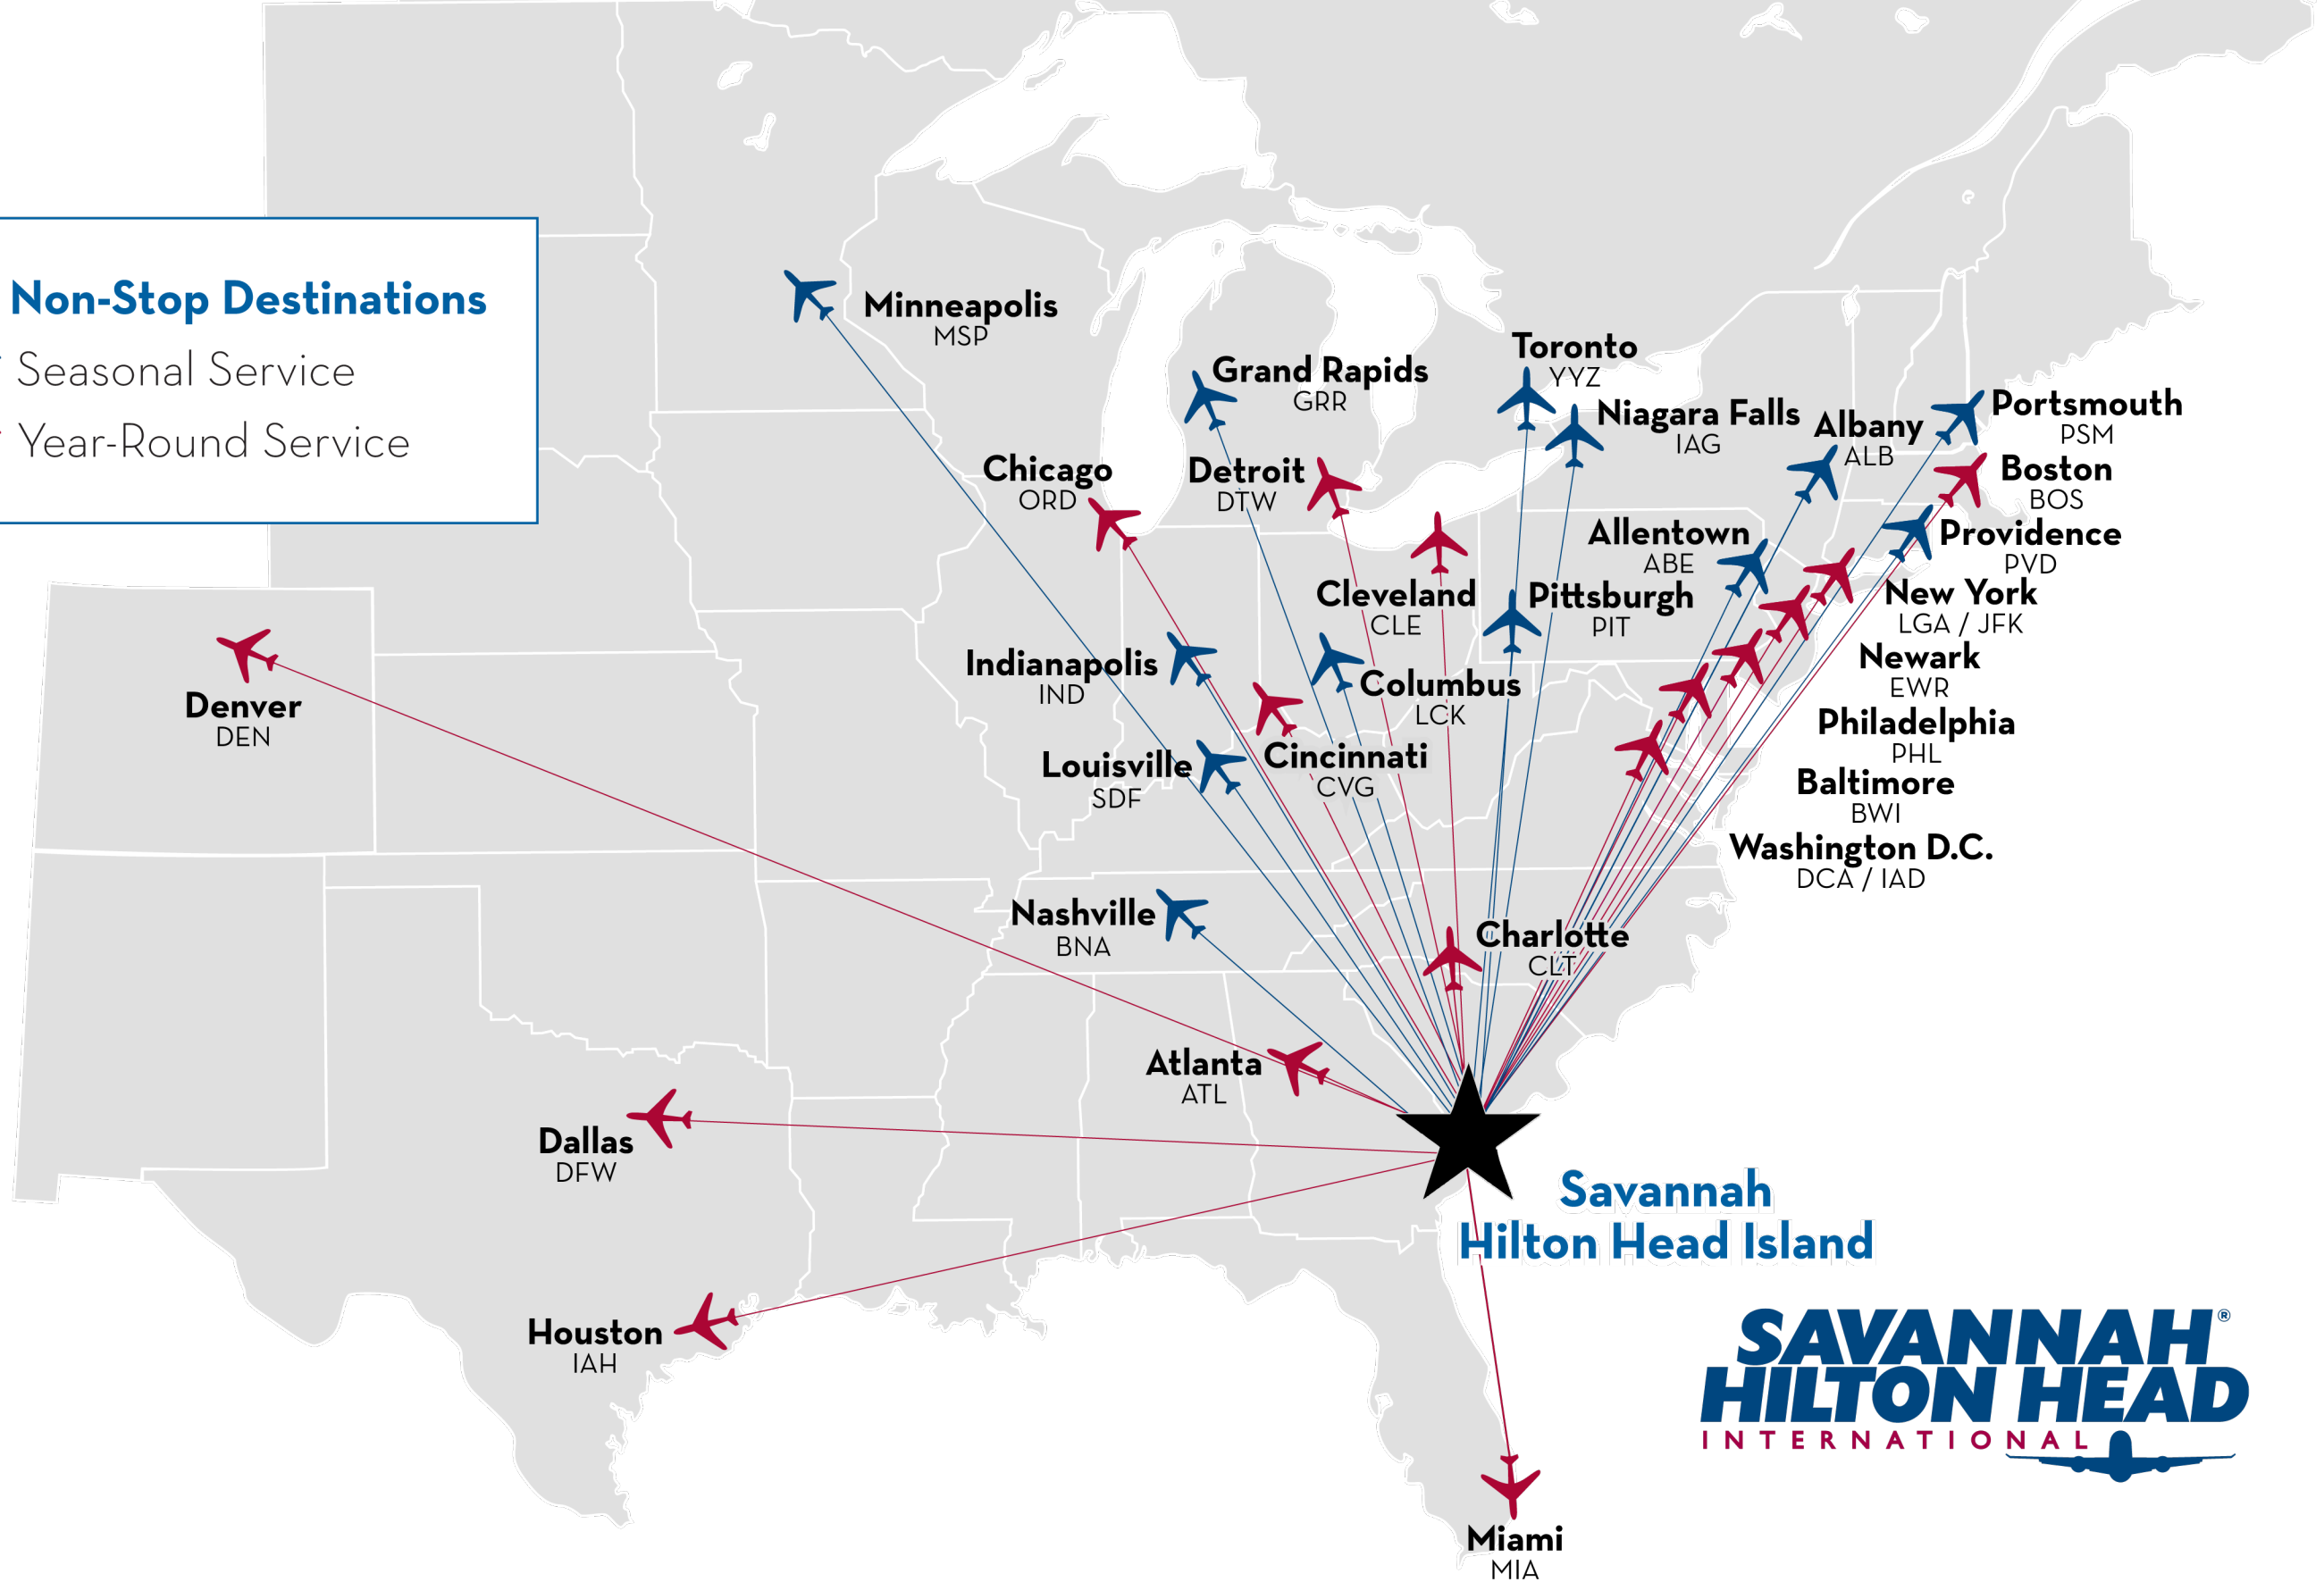 Non-Stop Destinations
Seasonal Service
Year-Round Service
Minneapolis
MSP
Grand Rapids
GRR
Toronto
YYZ
Niagara Falls
IAG
Albany
ALB
Portsmouth
PSM
Chicago
ORD
Detroit
DTW
Boston
BOS
Allentown
ABE
Providence
PVD
Cleveland
CLE
Pittsburgh
PIT
New York
LGA / JFK
Indianapolis
IND
Columbus
LCK
Newark
EWR
Denver
DEN
Philadelphia
PHL
Louisville
SDF
Cincinnati
CVG
Baltimore
BWI
Washington D.C.
DCA / IAD
Nashville
BNA
Charlotte
CLT
Atlanta
ATL
Dallas
DFW
Savannah
Hilton Head Island
Houston
IAH
SAVANNAH®
HILTON HEAD
INTERNATIONAL
Miami
MIA